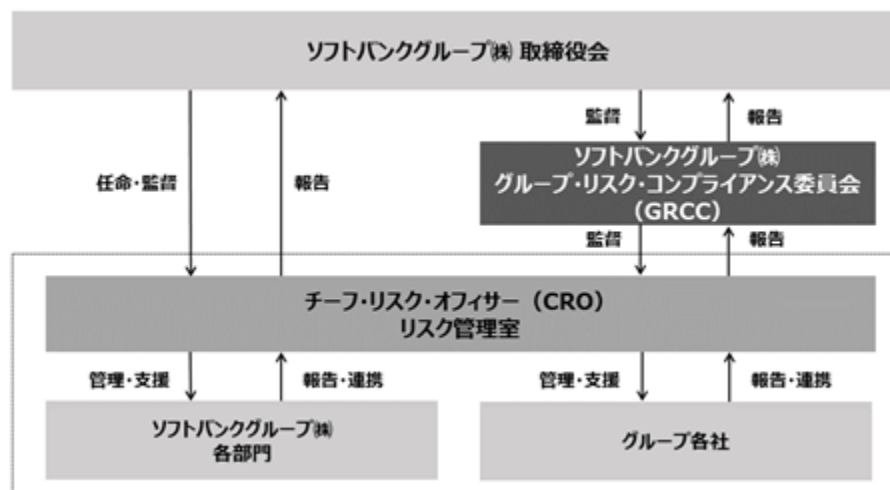 ソフトバンクグループ㈱ 取締役会
任命・監督
報告
監督
報告
ソフトバンクグループ㈱
グループ・リスク・コンプライアンス委員会
（GRCC）
監督
報告
チーフ・リスク・オフィサー（CRO）
リスク管理室
管理・支援
報告・連携
管理・支援
報告・連携
ソフトバンクグループ㈱
各部門
グループ各社